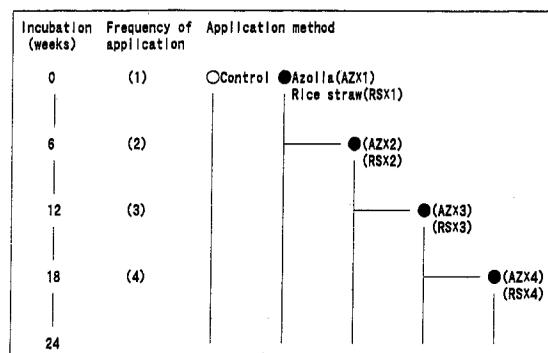 Incubation Frequency of Application method
(weeks) application
0 (1) ○Control ●Azolla(AZX1)
Rice straw(RSX1)
6 (2) ●(AZX2)
(RSX2)
12 (3) ●(AZX3)
(RSX3)
18 (4) ●(AZX4)
(RSX4)
24